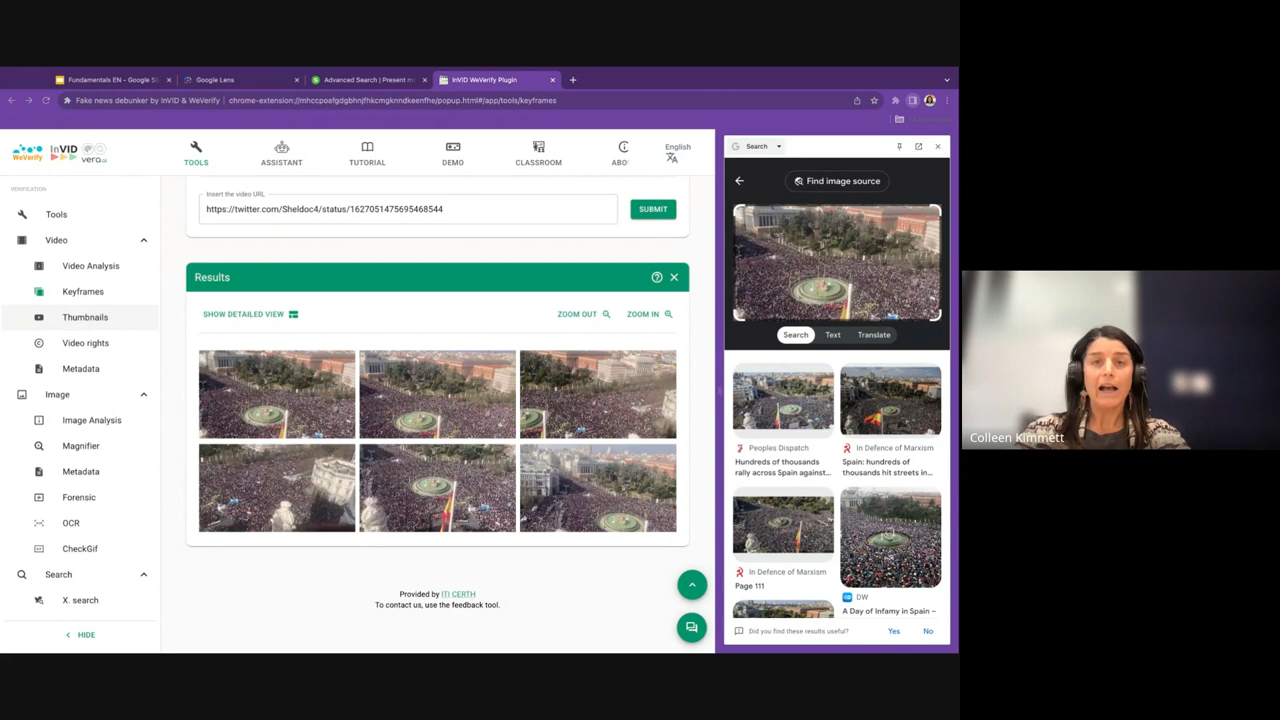 Fundamentals EN - Google Sli
Google Lens
Advanced Search | Present mo
InVID WeVerify Plugin
Fake news debunker by InVID & WeVerify
chrome-extension://mhccpoafgdgbhnjfhkcmgknndkeenfhe/popup.html#/app/tools/keyframes
WeVerify
InVID
vera.ai
TOOLS
ASSISTANT
TUTORIAL
DEMO
CLASSROOM
ABO
English
VERIFICATION
Tools
Video
Video Analysis
Keyframes
Thumbnails
Video rights
Metadata
Image
Image Analysis
Magnifier
Metadata
Forensic
OCR
CheckGif
Search
X. search
HIDE
Insert the video URL
https://twitter.com/Sheldoc4/status/1627051475695468544
SUBMIT
Results
SHOW DETAILED VIEW
ZOOM OUT
ZOOM IN
Provided by ITI CERTH
To contact us, use the feedback tool.
Search
Find image source
Search
Text
Translate
Peoples Dispatch
Hundreds of thousands
rally across Spain against...
In Defence of Marxism
Spain: hundreds of
thousands hit streets in...
In Defence of Marxism
Page 111
DW
A Day of Infamy in Spain –
Did you find these results useful?
Yes
No
Colleen Kimmett